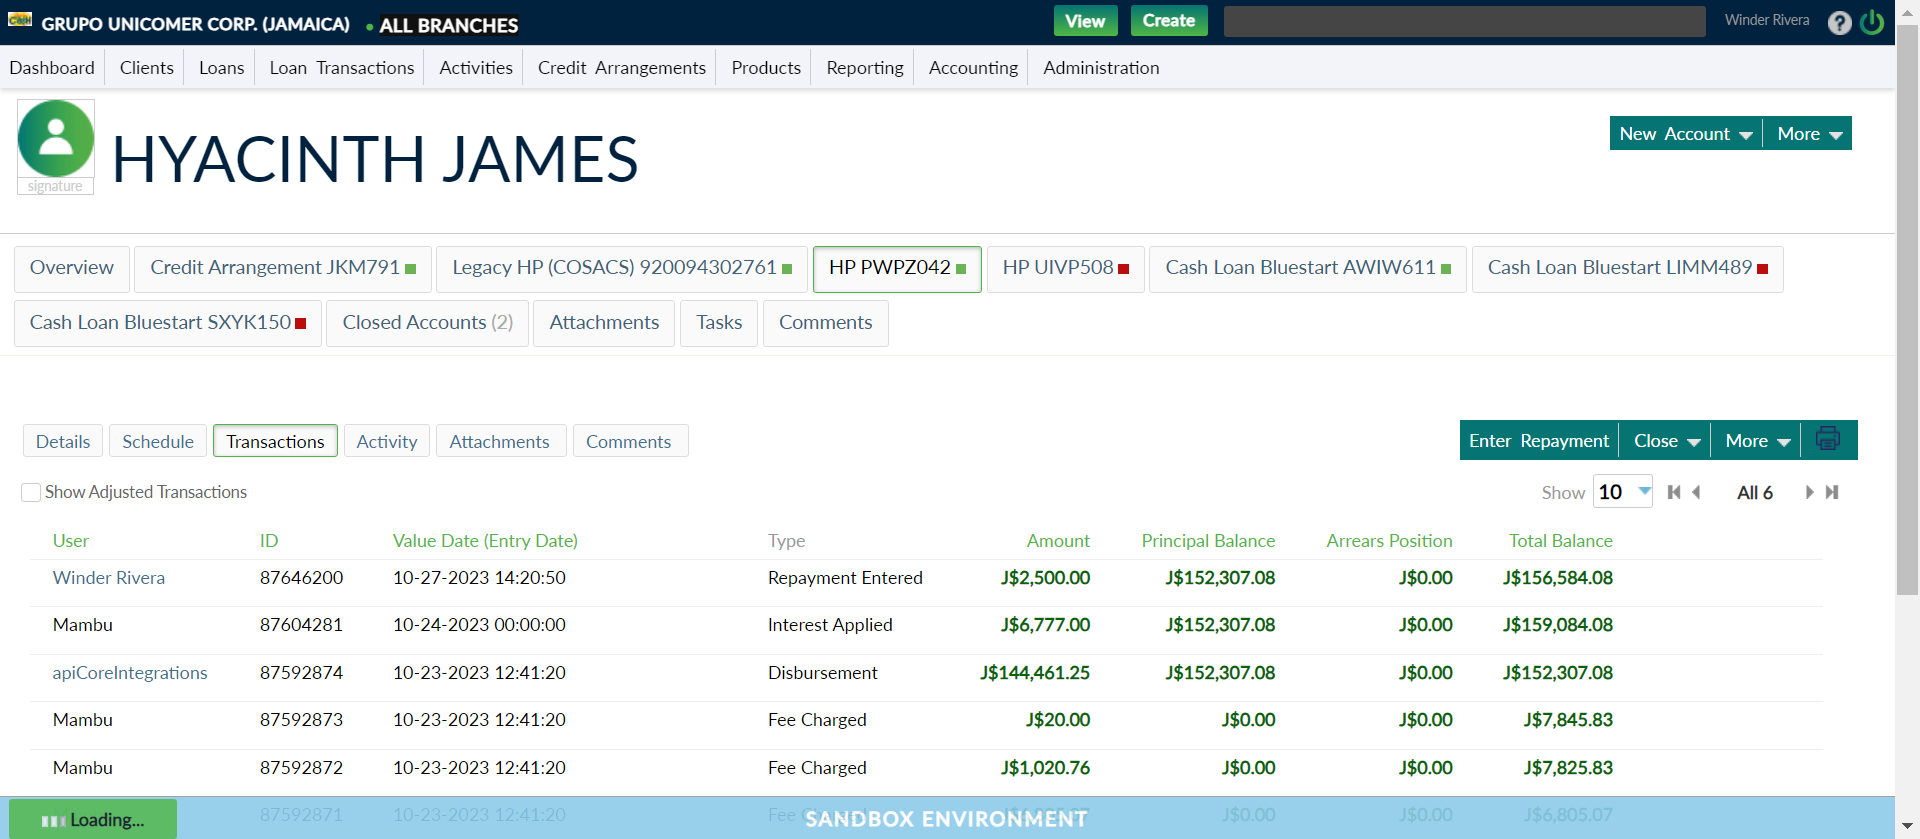 Cash GRUPO UNICOMER CORP. (JAMAICA) ALL BRANCHES View Create Winder Rivera ?
Dashboard Clients Loans Loan Transactions Activities Credit Arrangements Products Reporting Accounting Administration
HYACINTH JAMES
New Account More
signature
Overview Credit Arrangement JKM791 Legacy HP (COSACS) 920094302761 HP PWPZ042 HP UIVP508 Cash Loan Bluestart AWIW611 Cash Loan Bluestart LIMM489
Cash Loan Bluestart SXYK150 Closed Accounts (2) Attachments Tasks Comments
Details Schedule Transactions Activity Attachments Comments Enter Repayment Close More
Show Adjusted Transactions Show 10 All 6
User ID Value Date (Entry Date) Type Amount Principal Balance Arrears Position Total Balance
Winder Rivera 87646200 10-27-2023 14:20:50 Repayment Entered J$2,500.00 J$152,307.08 J$0.00 J$156,584.08
Mambu 87604281 10-24-2023 00:00:00 Interest Applied J$6,777.00 J$152,307.08 J$0.00 J$159,084.08
apiCoreIntegrations 87592874 10-23-2023 12:41:20 Disbursement J$144,461.25 J$152,307.08 J$0.00 J$152,307.08
Mambu 87592873 10-23-2023 12:41:20 Fee Charged J$20.00 J$0.00 J$0.00 J$7,845.83
Mambu 87592872 10-23-2023 12:41:20 Fee Charged J$1,020.76 J$0.00 J$0.00 J$7,825.83
87592871 10-23-2023 12:41:20 J$0.00 J$0.00 J$6,805.07
Loading... SANDBOX ENVIRONMENT